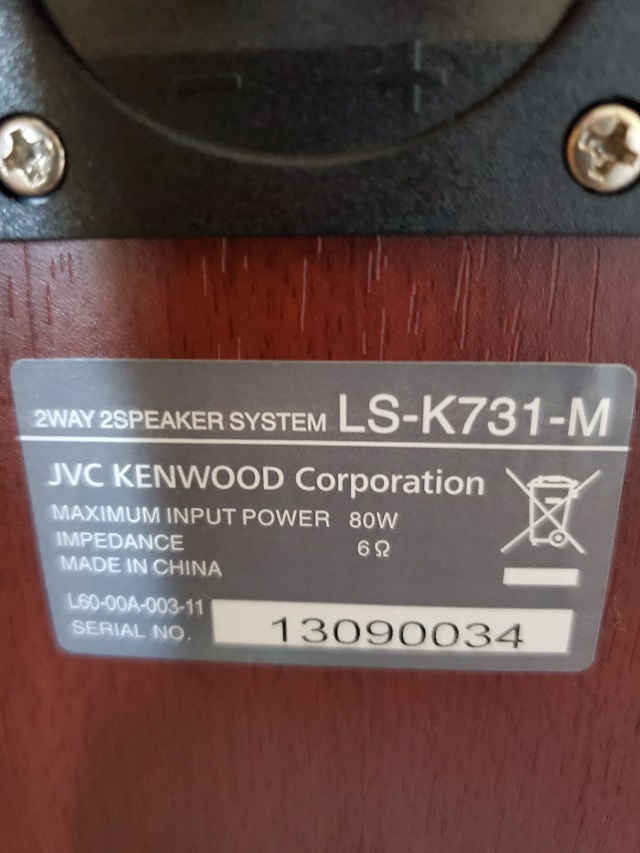 - +
2WAY 2SPEAKER SYSTEM LS-K731-M
JVC KENWOOD Corporation
MAXIMUM INPUT POWER 80W
IMPEDANCE 6Ω
MADE IN CHINA
L60-00A-003-11
SERIAL NO. 13090034